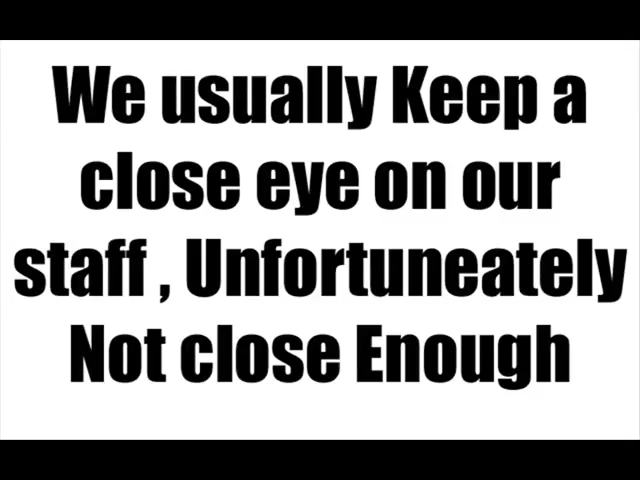 We usually Keep a
close eye on our
staff , Unfortuneately
Not close Enough